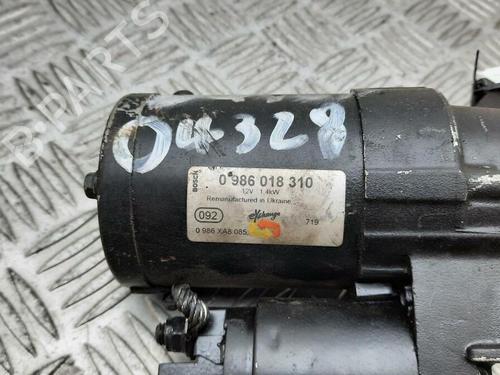 B-PARTS
04328
BOSCH
0 986 018 310
12V 1.4kW
Remanufactured in Ukraine
092
eXchange
719
0 986 XA8 085